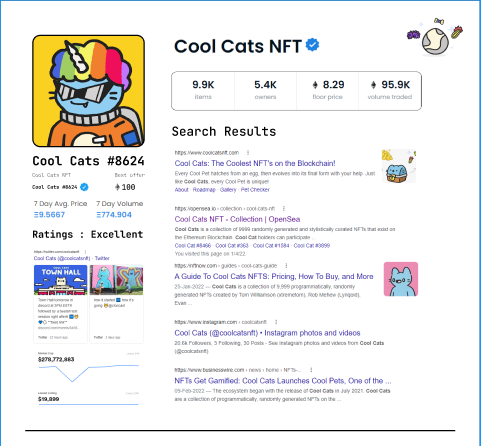 Cool Cats NFT
9.9K
items
5.4K
owners
8.29
floor price
95.9K
volume traded
Cool Cats #8624
Cool Cats NFT
Best offer
Cool Cats #8624
100
7 Day Avg. Price
7 Day Volume
Ξ9.5667
Ξ774.904
Ratings : Excellent
Cool Cats (@coolcatsnft) · Twitter
TOWN HALL
Market Cap
$278,772,883
$19,899
Search Results
https://www.coolcatsnft.com
Cool Cats: The Coolest NFT's on the Blockchain!
Every Cool Pet hatches from an egg, then evolves into its final form with your help. Just
like Cool Cats, every Cool Pet is unique!
About Roadmap Gallery Pet Checker
https://opensea.io › collection › cool-cats-nft
Cool Cats NFT - Collection | OpenSea
Cool Cats is a collection of 9999 randomly generated and stylistically curated NFTs that exist on
the Ethereum Blockchain. Cool Cat holders can participate ...
Cool Cat #8466 · Cool Cat #363 · Cool Cat #1584 · Cool Cat #3899
You visited this page on 1/4/22.
https://nftnow.com › guides › cool-cats-guide
A Guide To Cool Cats NFTS: Pricing, How To Buy, and More
25-Jan-2022 — Cool Cats is a collection of 9,999 programmatically, randomly
generated NFTs created by Tom Williamson (xtremetom), Rob Mehew (Lynqoid),
Evan ...
https://www.instagram.com › coolcatsnft
Cool Cats (@coolcatsnft) • Instagram photos and videos
20.6k Followers, 3 Following, 30 Posts - See Instagram photos and videos from Cool Cats
(@coolcatsnft)
https://www.businesswire.com › news › home › NFTs-...
NFTs Get Gamified: Cool Cats Launches Cool Pets, One of the ...
09-Feb-2022 — The ecosystem began with the release of Cool Cats in July 2021. Cool Cats
are a collection of programmatically, randomly generated NFTs on the ...